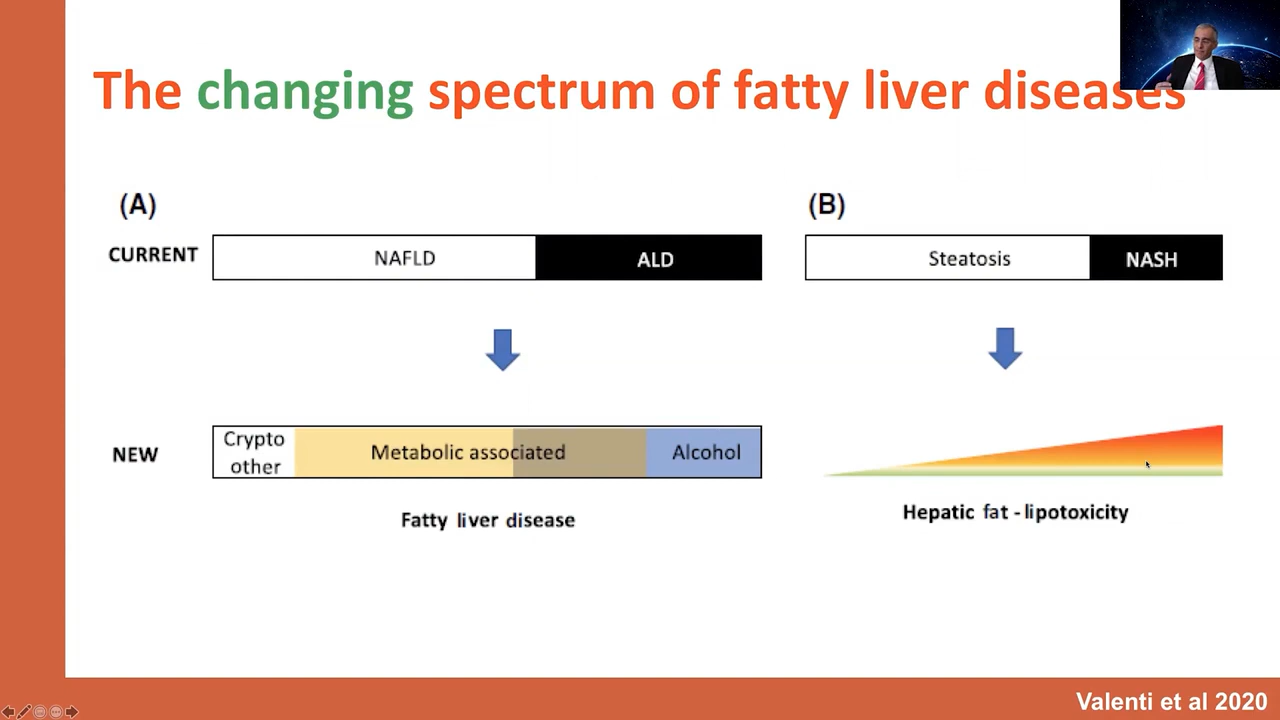 The changing spectrum of fatty liver diseases
(A)
CURRENT
NAFLD
ALD
NEW
Crypto
other
Metabolic associated
Alcohol
Fatty liver disease
(B)
Steatosis
NASH
Hepatic fat - lipotoxicity
Valenti et al 2020